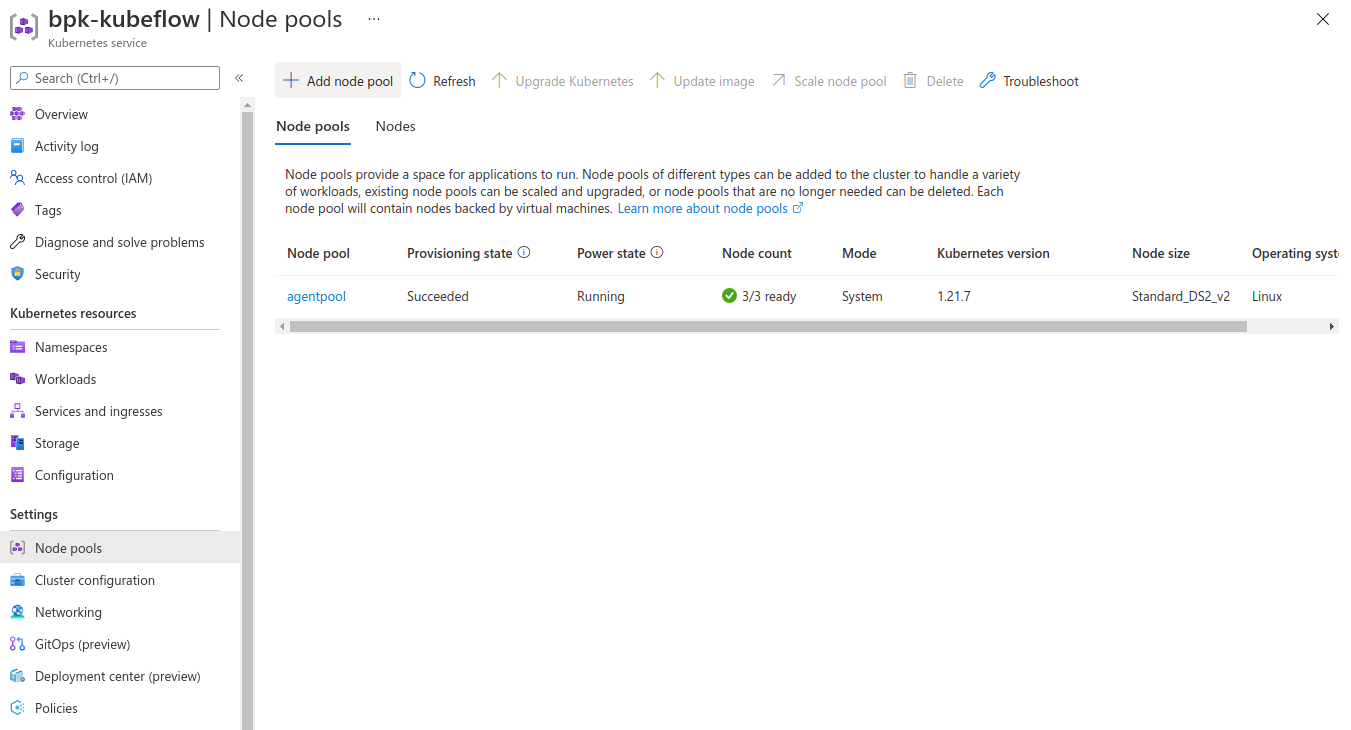 bpk-kubeflow | Node pools ...
Kubernetes service
Search (Ctrl+/)
«
Overview
Activity log
Access control (IAM)
Tags
Diagnose and solve problems
Security
Kubernetes resources
Namespaces
Workloads
Services and ingresses
Storage
Configuration
Settings
Node pools
Cluster configuration
Networking
GitOps (preview)
Deployment center (preview)
Policies
Add node pool Refresh Upgrade Kubernetes Update image Scale node pool Delete Troubleshoot
Node pools Nodes
Node pools provide a space for applications to run. Node pools of different types can be added to the cluster to handle a variety
of workloads, existing node pools can be scaled and upgraded, or node pools that are no longer needed can be deleted. Each
node pool will contain nodes backed by virtual machines. Learn more about node pools
Node pool Provisioning state Power state Node count Mode Kubernetes version Node size Operating syst
agentpool Succeeded Running 3/3 ready System 1.21.7 Standard_DS2_v2 Linux